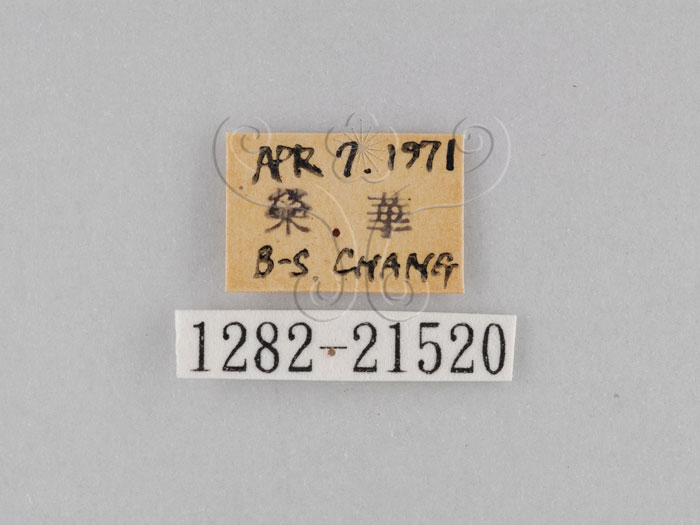 APR 7. 1971
榮 華
B-S. CHANG
1282-21520